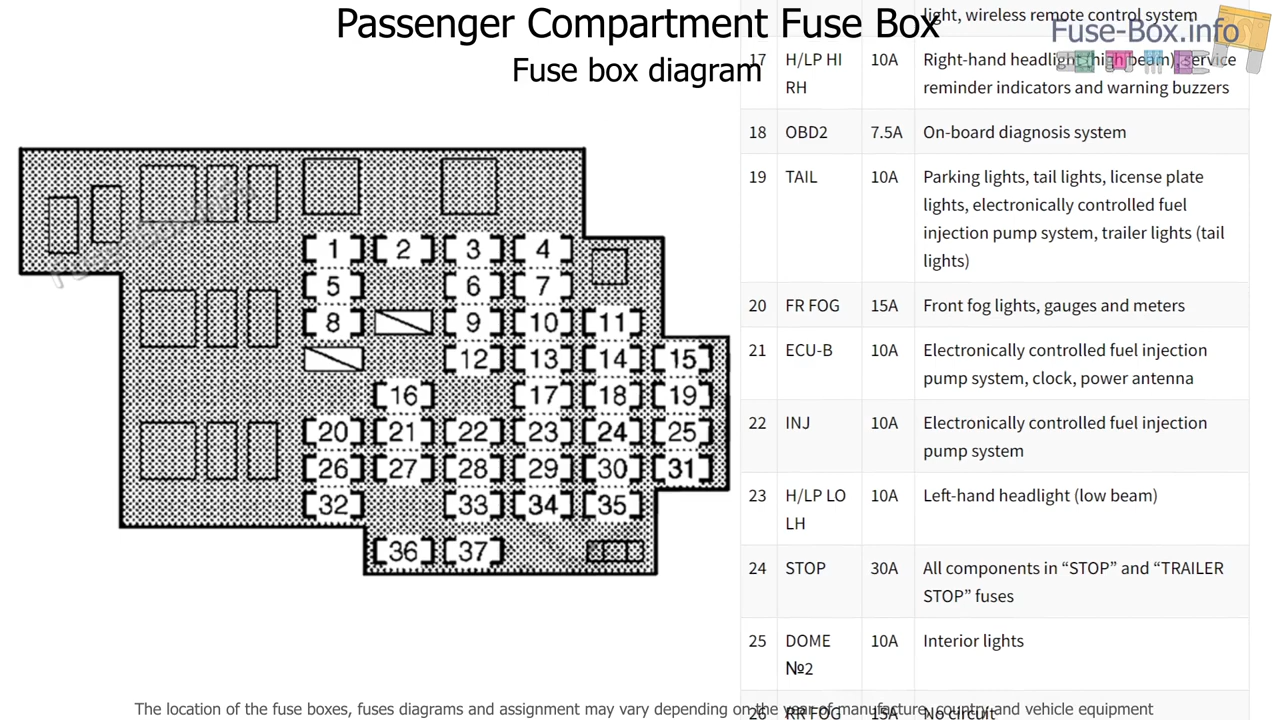 Passenger Compartment Fuse Box
Fuse box diagram
Fuse-Box.info
light, wireless remote control system
17 H/LP HI RH 10A Right-hand headlight (high beam), service
reminder indicators and warning buzzers
18 OBD2 7.5A On-board diagnosis system
19 TAIL 10A Parking lights, tail lights, license plate
lights, electronically controlled fuel
injection pump system, trailer lights (tail
lights)
20 FR FOG 15A Front fog lights, gauges and meters
21 ECU-B 10A Electronically controlled fuel injection
pump system, clock, power antenna
22 INJ 10A Electronically controlled fuel injection
pump system
23 H/LP LO LH 10A Left-hand headlight (low beam)
24 STOP 30A All components in “STOP” and “TRAILER
STOP” fuses
25 DOME №2 10A Interior lights
26 RR FOG 15A No circuit
1 2 3 4
5 6 7
8 9 10 11
12 13 14 15
16 17 18 19
20 21 22 23 24 25
26 27 28 29 30 31
32 33 34 35
36 37
The location of the fuse boxes, fuses diagrams and assignment may vary depending on the year of manufacture, country and vehicle equipment